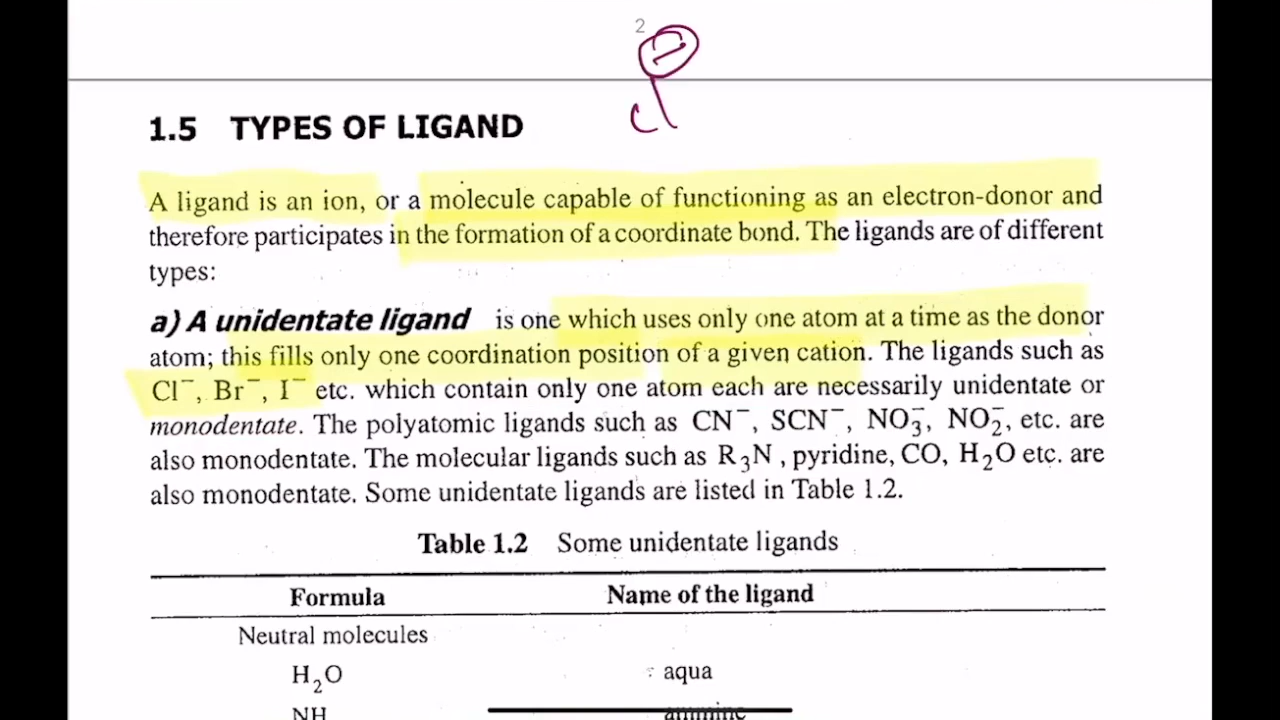 2
Cl
1.5 TYPES OF LIGAND
A ligand is an ion, or a molecule capable of functioning as an electron-donor and
therefore participates in the formation of a coordinate bond. The ligands are of different
types:
a) A unidentate ligand is one which uses only one atom at a time as the donor
atom; this fills only one coordination position of a given cation. The ligands such as
Cl⁻, Br⁻, I⁻ etc. which contain only one atom each are necessarily unidentate or
monodentate. The polyatomic ligands such as CN⁻, SCN⁻, NO₃⁻, NO₂⁻, etc. are
also monodentate. The molecular ligands such as R₃N, pyridine, CO, H₂O etc. are
also monodentate. Some unidentate ligands are listed in Table 1.2.
Table 1.2 Some unidentate ligands
Formula Name of the ligand
Neutral molecules
H₂O aqua
NH ammine